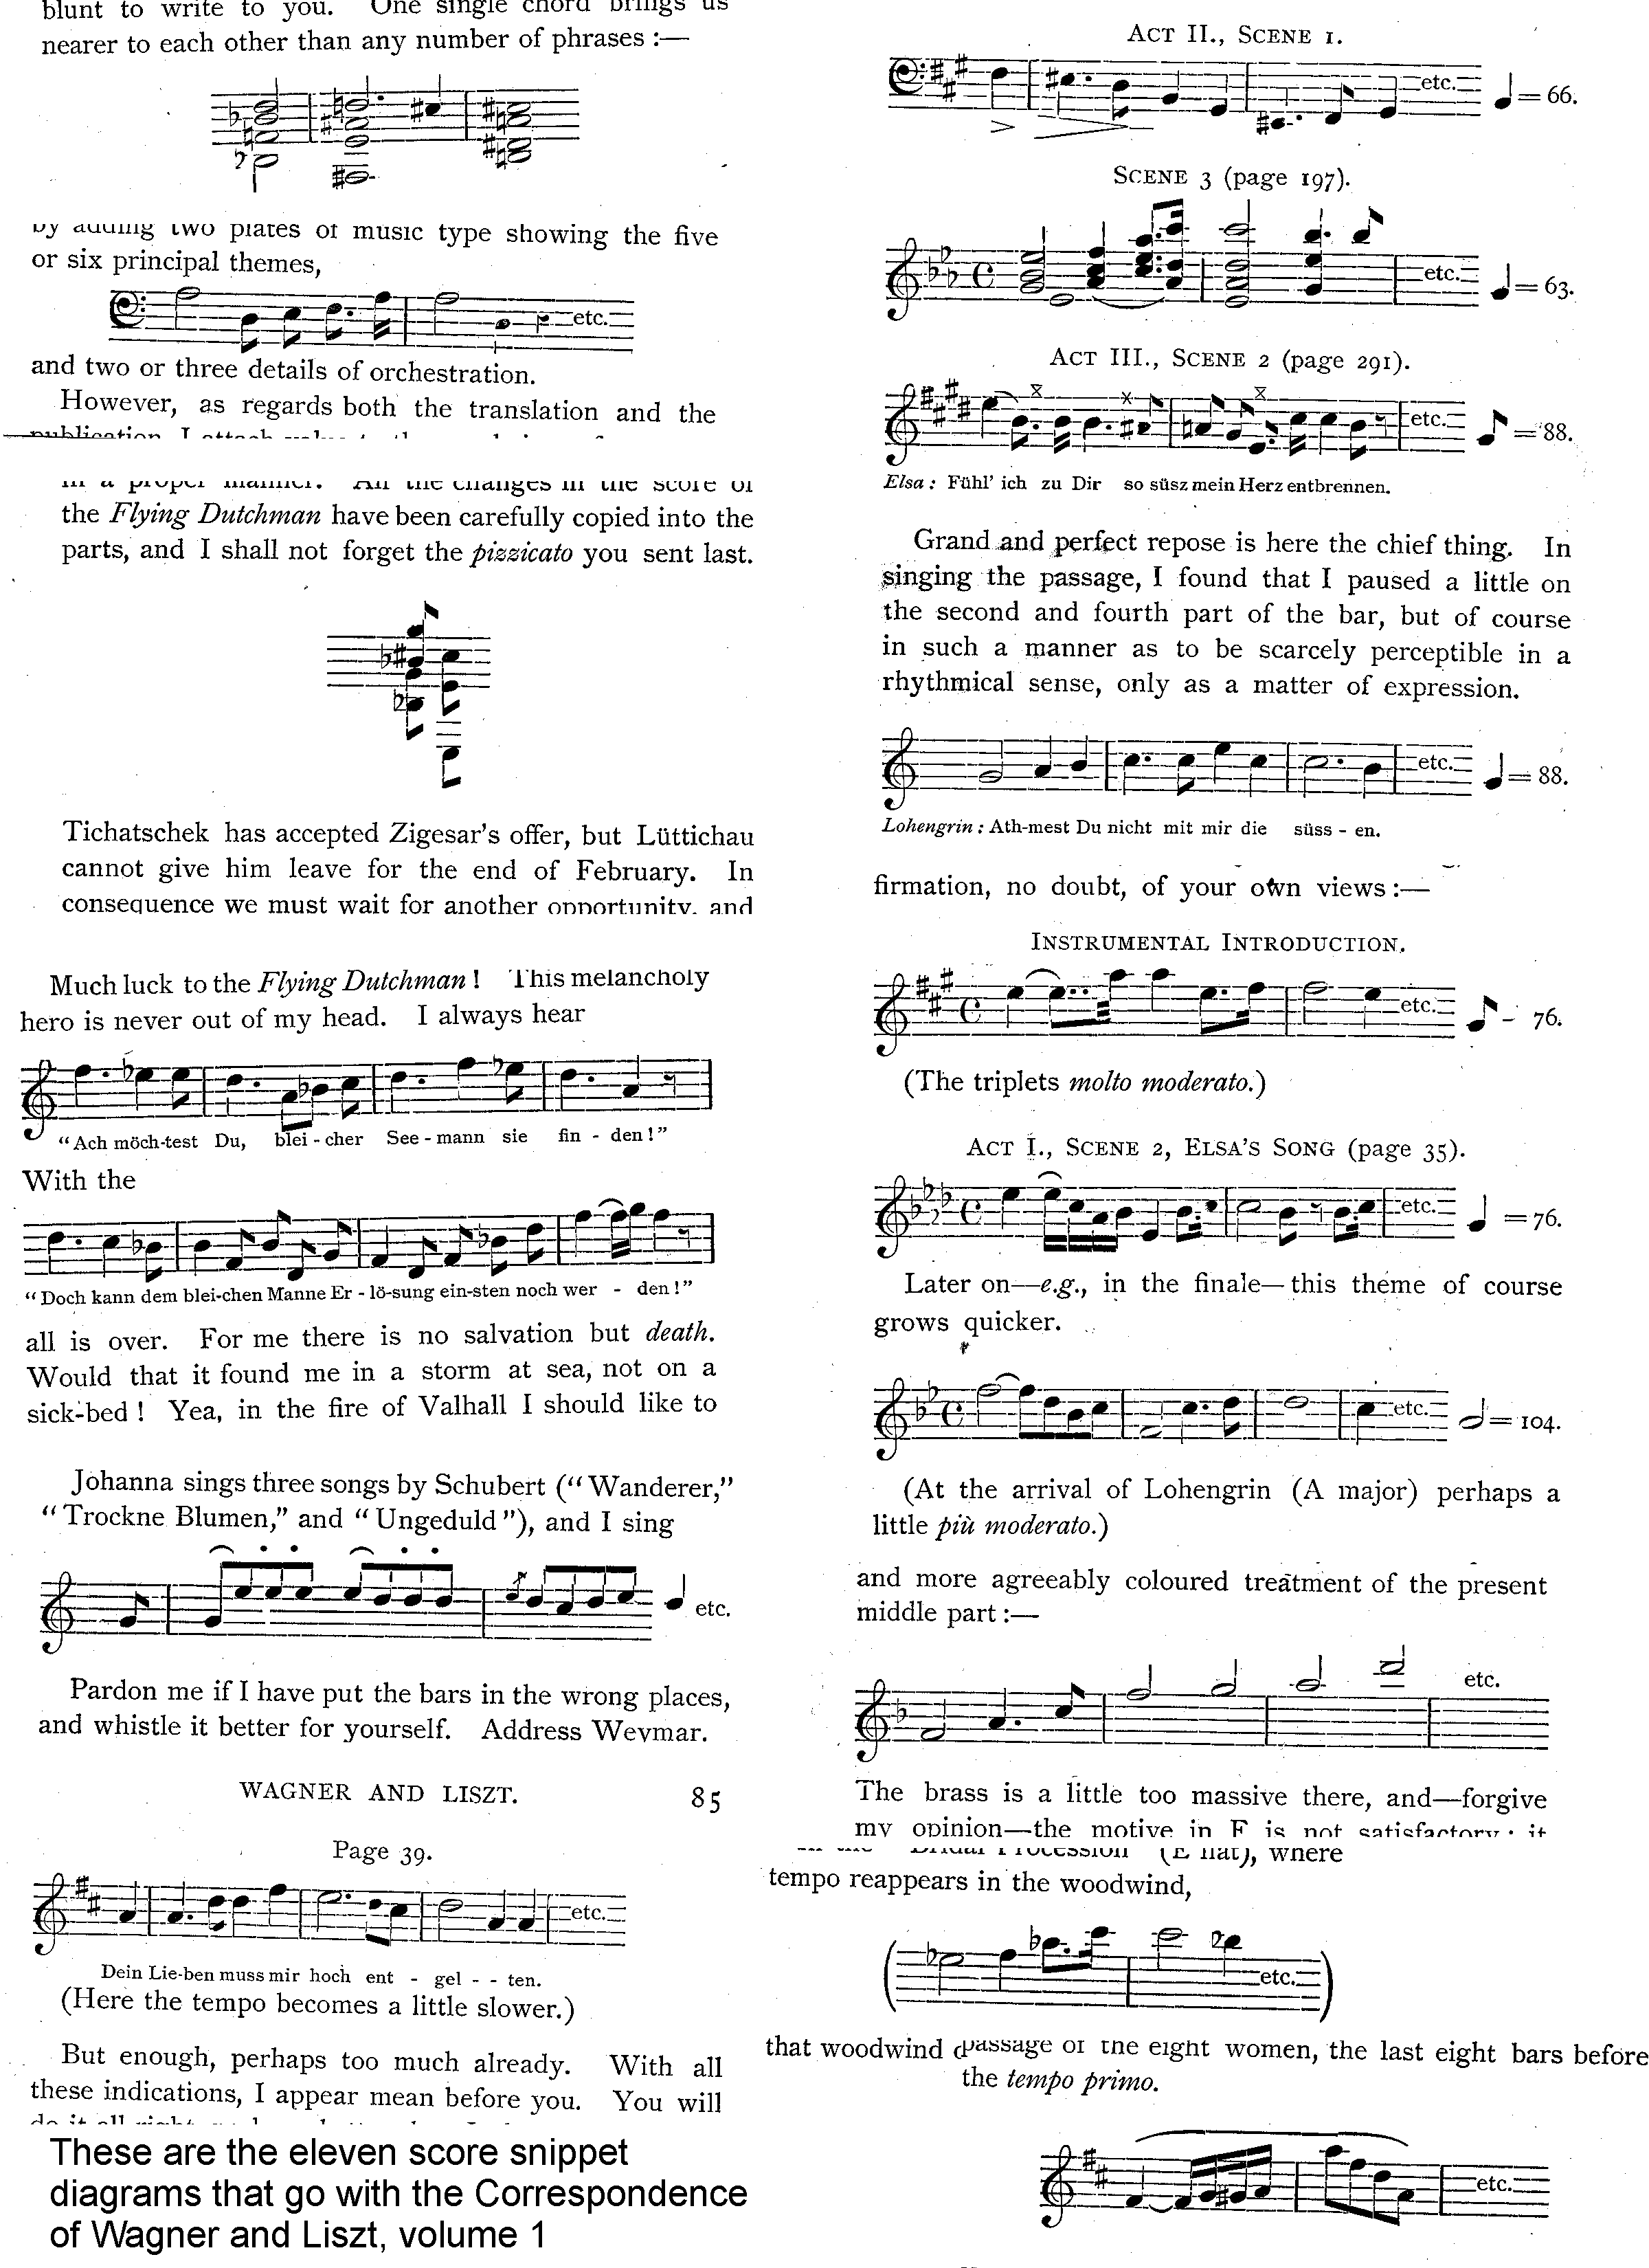 blunt to write to you. One single chord brings us
nearer to each other than any number of phrases :—
by adding two plates of music type showing the five
or six principal themes,
etc.
and two or three details of orchestration.
However, as regards both the translation and the
in a proper manner. All the changes in the score of
the Flying Dutchman have been carefully copied into the
parts, and I shall not forget the pizzicato you sent last.
Tichatschek has accepted Zigesar's offer, but Lüttichau
cannot give him leave for the end of February. In
consequence we must wait for another opportunity, and
Much luck to the Flying Dutchman ! This melancholy
hero is never out of my head. I always hear
“Ach möch-test Du, blei - cher See - mann sie fin - den !”
With the
“Doch kann dem blei-chen Manne Er - lö-sung ein-sten noch wer - den !”
all is over. For me there is no salvation but death.
Would that it found me in a storm at sea, not on a
sick-bed ! Yea, in the fire of Valhall I should like to
Johanna sings three songs by Schubert (“Wanderer,”
“Trockne Blumen,” and “Ungeduld”), and I sing
etc.
Pardon me if I have put the bars in the wrong places,
and whistle it better for yourself. Address Weymar.
WAGNER AND LISZT. 85
Page 39.
etc.
Dein Lie-ben muss mir hoch ent - gel - - ten.
(Here the tempo becomes a little slower.)
But enough, perhaps too much already. With all
these indications, I appear mean before you. You will
These are the eleven score snippet
diagrams that go with the Correspondence
of Wagner and Liszt, volume 1
ACT II., SCENE 1.
etc. = 66.
SCENE 3 (page 197).
etc. = 63.
ACT III., SCENE 2 (page 291).
etc. = 88.
Elsa : Fühl' ich zu Dir so süsz mein Herz entbrennen.
Grand and perfect repose is here the chief thing. In
singing the passage, I found that I paused a little on
the second and fourth part of the bar, but of course
in such a manner as to be scarcely perceptible in a
rhythmical sense, only as a matter of expression.
etc. = 88.
Lohengrin : Ath-mest Du nicht mit mir die süss - en.
firmation, no doubt, of your own views :—
INSTRUMENTAL INTRODUCTION.
etc. - 76.
(The triplets molto moderato.)
ACT I., SCENE 2, ELSA'S SONG (page 35).
etc. = 76.
Later on—e.g., in the finale—this theme of course
grows quicker.
etc. = 104.
(At the arrival of Lohengrin (A major) perhaps a
little più moderato.)
and more agreeably coloured treatment of the present
middle part :—
etc.
The brass is a little too massive there, and—forgive
my opinion—the motive in F is not satisfactory ; it
in the “Bridal Procession” (E flat), where
tempo reappears in the woodwind,
etc.
that woodwind passage of the eight women, the last eight bars before
the tempo primo.
etc.